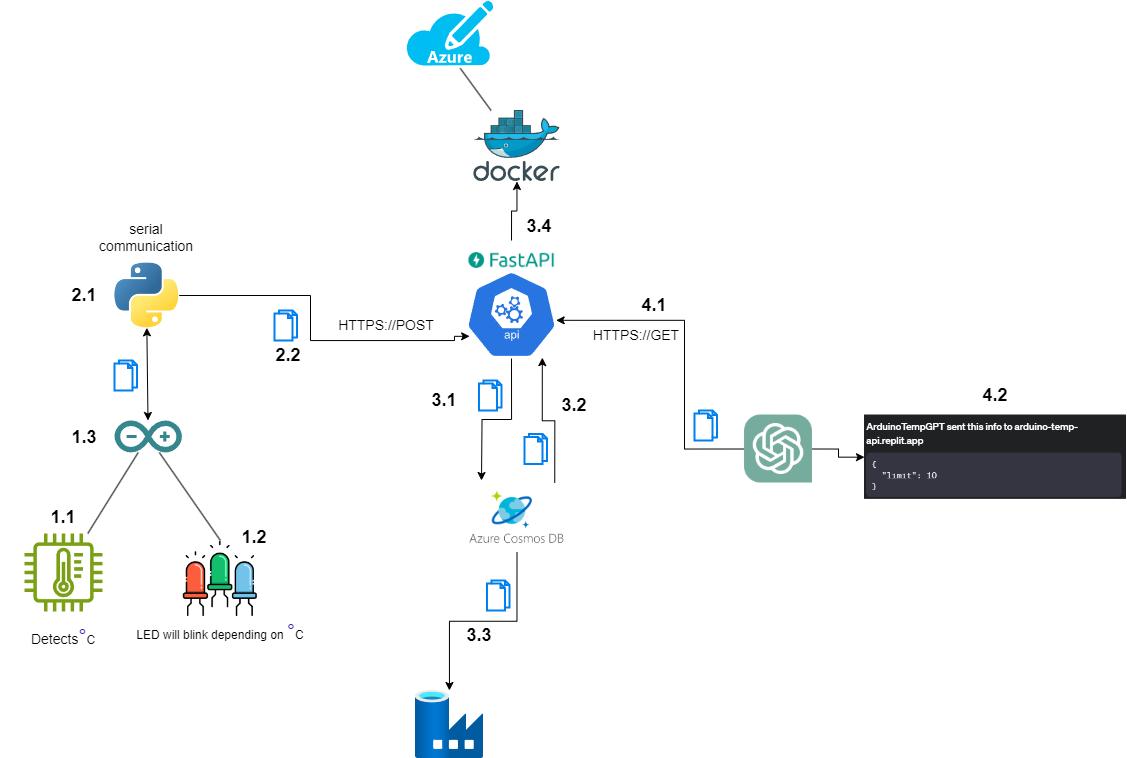 Azure
docker
3.4
serial
communication
FastAPI
2.1
4.1
HTTPS://POST
HTTPS://GET
api
2.2
3.1
3.2
4.2
1.3
ArduinoTempGPT sent this info to arduino-temp-
api.replit.app
{
"limit": 10
}
1.1
1.2
Azure Cosmos DB
Detects°C
LED will blink depending on °C
3.3